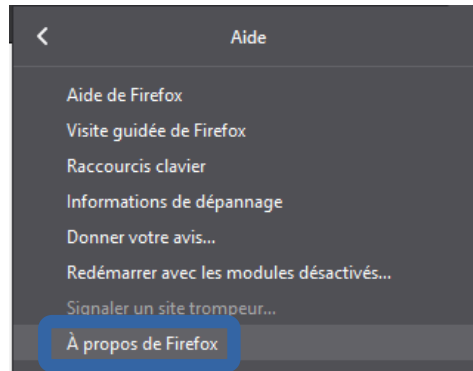 Aide
Aide de Firefox
Visite guidée de Firefox
Raccourcis clavier
Informations de dépannage
Donner votre avis...
Redémarrer avec les modules désactivés...
Signaler un site trompeur...
À propos de Firefox